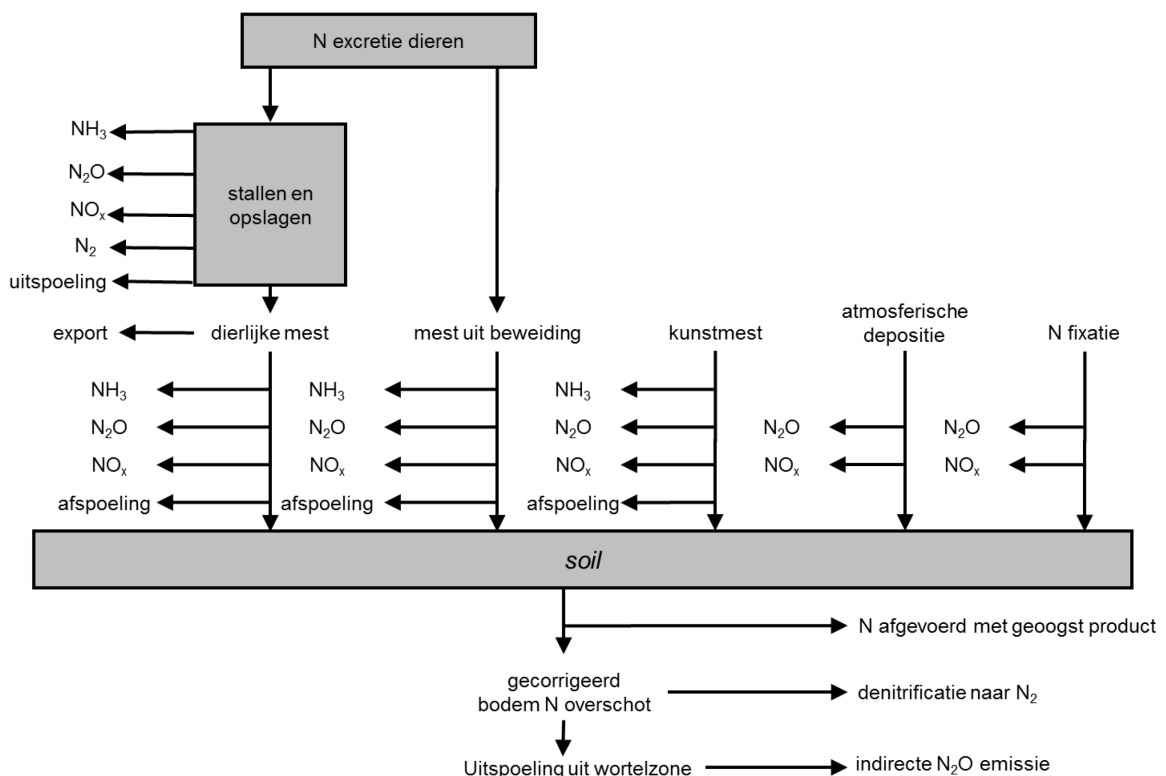 N excretie dieren
NH₃
N₂O
NOₓ
N₂
uitspoeling
stallen en
opslagen
export
dierlijke mest
mest uit beweiding
kunstmest
atmosferische
depositie
N fixatie
NH₃
NH₃
NH₃
N₂O
N₂O
N₂O
N₂O
N₂O
NOₓ
NOₓ
NOₓ
NOₓ
NOₓ
afspoeling
afspoeling
afspoeling
soil
N afgevoerd met geoogst product
gecorrigeerd
bodem N overschot
denitrificatie naar N₂
Uitspoeling uit wortelzone
indirecte N₂O emissie